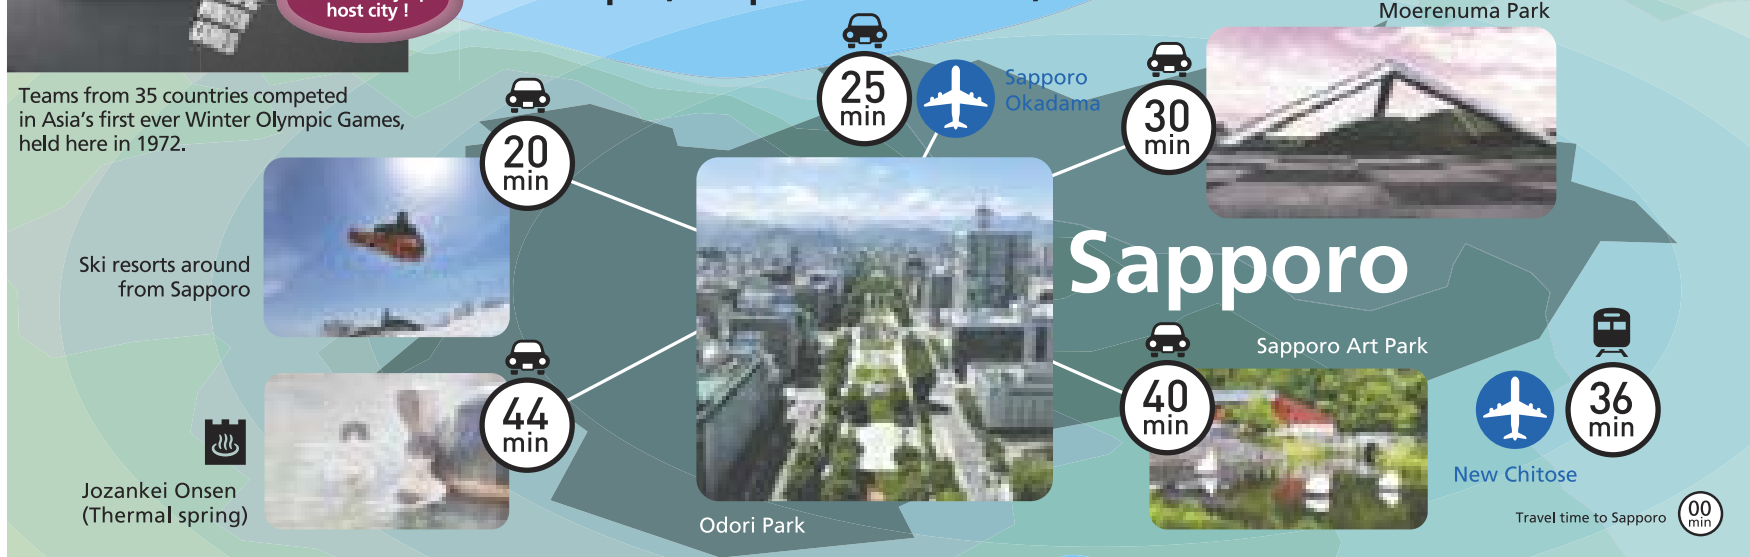 host city !
Teams from 35 countries competed
in Asia's first ever Winter Olympic Games,
held here in 1972.
20
min
Ski resorts around
from Sapporo
44
min
Jozankei Onsen
(Thermal spring)
25
min
Sapporo
Okadama
30
min
Moerenuma Park
Sapporo
Odori Park
Sapporo Art Park
40
min
36
min
New Chitose
Travel time to Sapporo
00
min